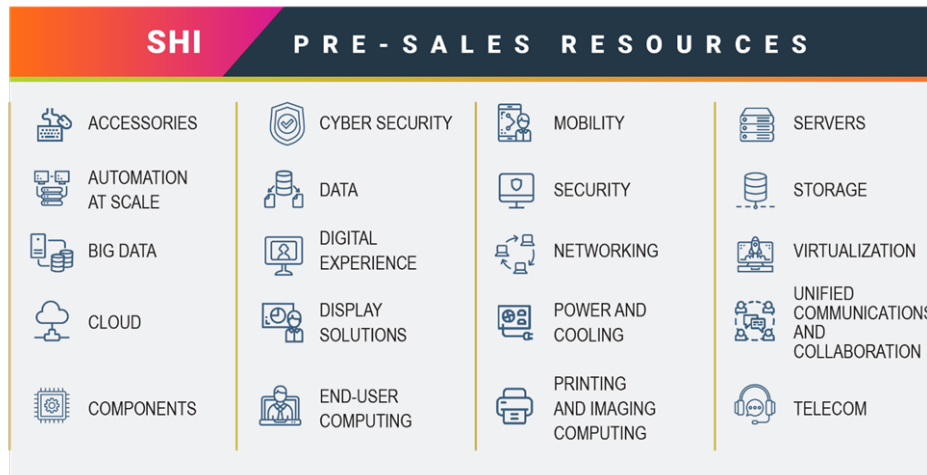 SHI PRE-SALES RESOURCES
ACCESSORIES
AUTOMATION
AT SCALE
BIG DATA
CLOUD
COMPONENTS
CYBER SECURITY
DATA
DIGITAL
EXPERIENCE
DISPLAY
SOLUTIONS
END-USER
COMPUTING
MOBILITY
SECURITY
NETWORKING
POWER AND
COOLING
PRINTING
AND IMAGING
COMPUTING
SERVERS
STORAGE
VIRTUALIZATION
UNIFIED
COMMUNICATIONS
AND
COLLABORATION
TELECOM